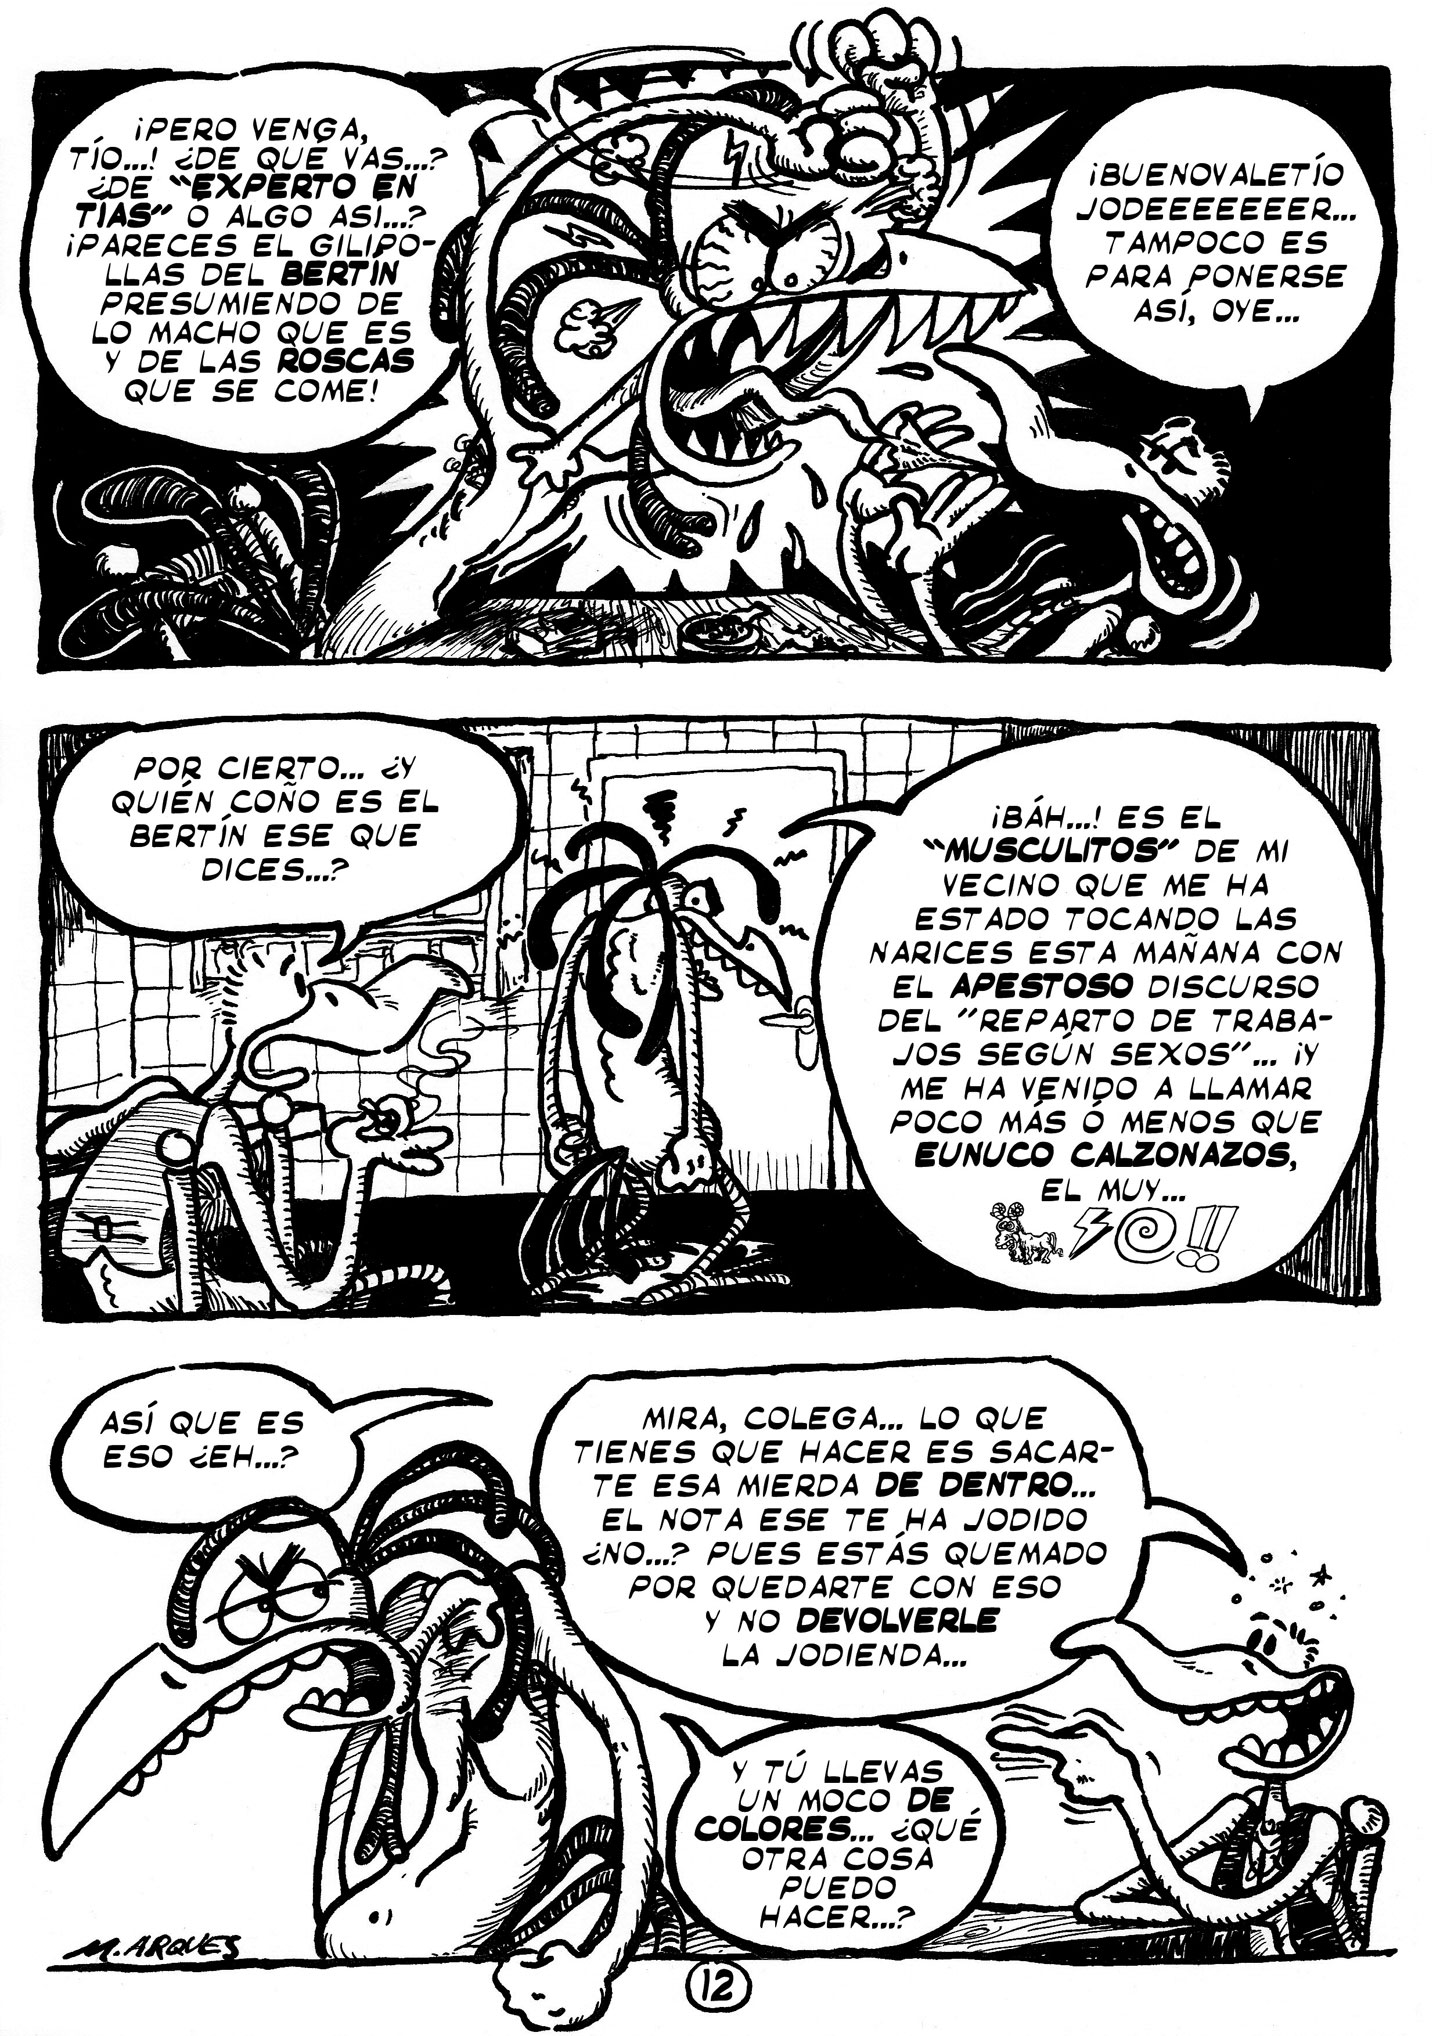 ¡PERO VENGA,
TÍO...! ¿DE QUE VAS...?
¿DE "EXPERTO EN
TIAS" O ALGO ASI...?
¡PARECES EL GILIPO-
LLAS DEL BERTÍN
PRESUMIENDO DE
LO MACHO QUE ES
Y DE LAS ROSCAS
QUE SE COME!
¡BUENOVALETÍO
JODEEEEEEEER...
TAMPOCO ES
PARA PONERSE
ASÍ, OYE...
POR CIERTO... ¿Y
QUIÉN COÑO ES EL
BERTÍN ESE QUE
DICES...?
¡BÁH...! ES EL
"MUSCULITOS" DE MI
VECINO QUE ME HA
ESTADO TOCANDO LAS
NARICES ESTA MAÑANA CON
EL APESTOSO DISCURSO
DEL "REPARTO DE TRABA-
JOS SEGÚN SEXOS"... ¡Y
ME HA VENIDO A LLAMAR
POCO MÁS Ó MENOS QUE
EUNUCO CALZONAZOS,
EL MUY...
!!
ASÍ QUE ES
ESO ¿EH...?
MIRA, COLEGA... LO QUE
TIENES QUE HACER ES SACAR-
TE ESA MIERDA DE DENTRO...
EL NOTA ESE TE HA JODIDO
¿NO...? PUES ESTÁS QUEMADO
POR QUEDARTE CON ESO
Y NO DEVOLVERLE
LA JODIENDA...
Y TÚ LLEVAS
UN MOCO DE
COLORES... ¿QUÉ
OTRA COSA
PUEDO
HACER...?
M. ARQUES
12